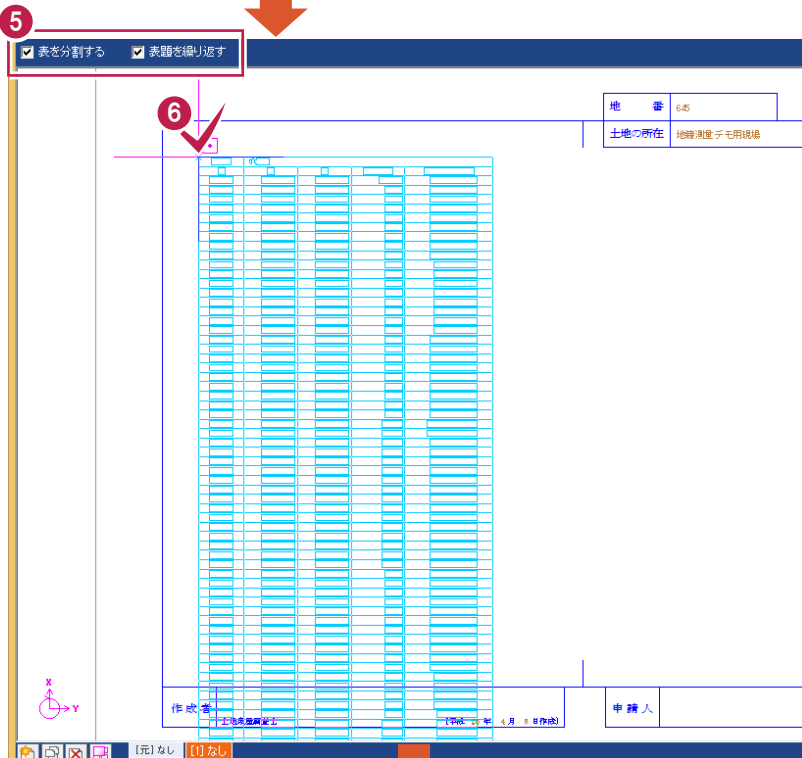 5
表を分割する 表題を繰り返す
6
地 番 645
土地の所在 地籍測量デモ用現場
X
Y
作成者
土地家屋調査士
年 4月 8日作成)
申請人
[元]なし [1]なし